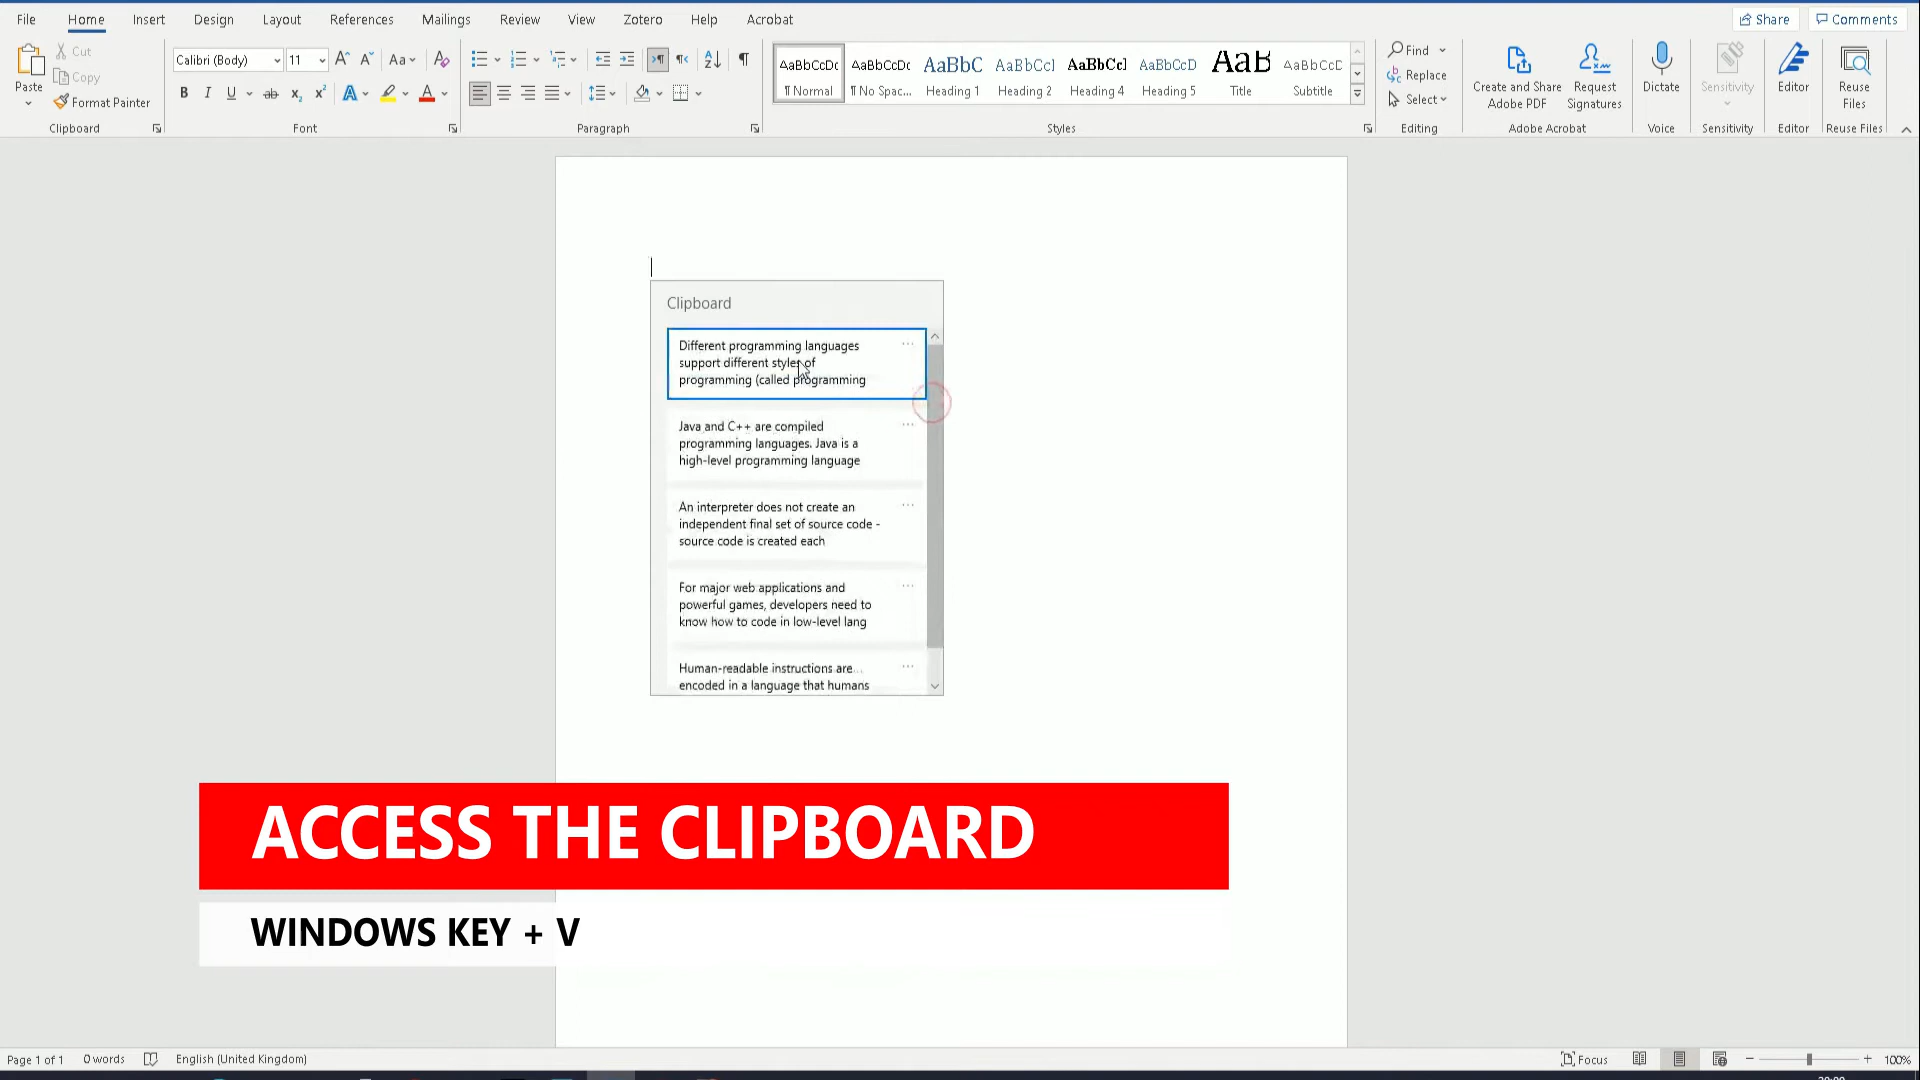 File Home Insert Design Layout References Mailings Review View Zotero Help Acrobat Share Comments
Cut
Copy
Format Painter
Paste
Clipboard
Calibri (Body) 11
Font
Paragraph
AaBbCcDc AaBbCcDc AaBbC AaBbCcI AaBbCcI AaBbCcD AaB AaBbCcD
¶ Normal ¶ No Spac... Heading 1 Heading 2 Heading 4 Heading 5 Title Subtitle
Styles
Find
Replace
Select
Editing
Create and Share
Adobe PDF
Request
Signatures
Adobe Acrobat
Dictate
Voice
Sensitivity
Sensitivity
Editor
Editor
Reuse
Files
Reuse Files
Clipboard
Different programming languages
support different styles of
programming (called programming
Java and C++ are compiled
programming languages. Java is a
high-level programming language
An interpreter does not create an
independent final set of source code -
source code is created each
For major web applications and
powerful games, developers need to
know how to code in low-level lang
Human-readable instructions are...
encoded in a language that humans
ACCESS THE CLIPBOARD
WINDOWS KEY + V
Page 1 of 1 0 words English (United Kingdom) Focus 100%